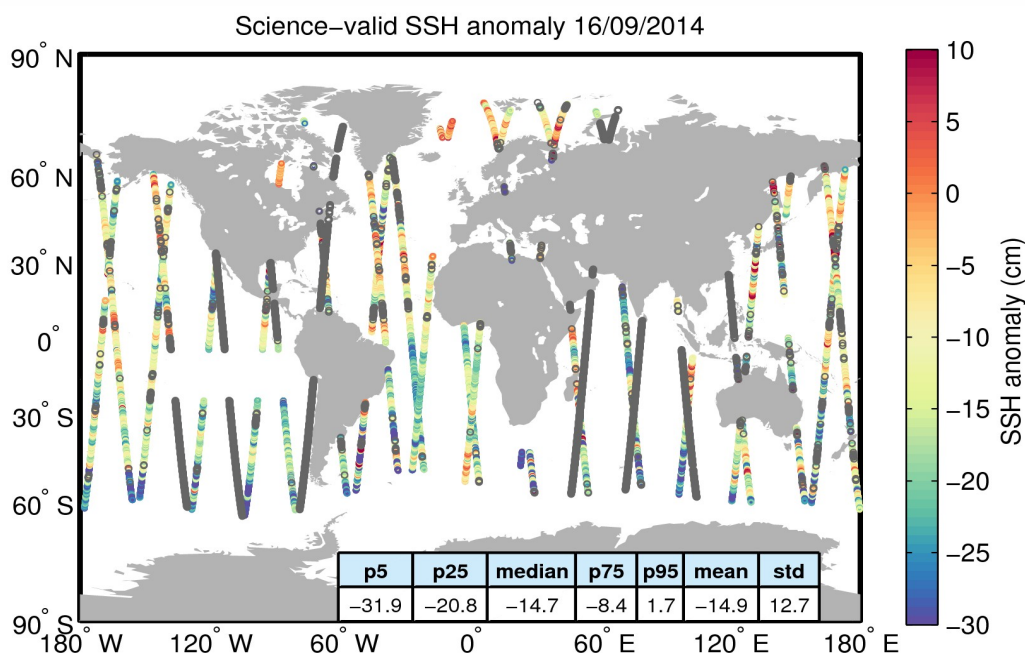 Science−valid SSH anomaly 16/09/2014
90° N
60° N
30° N
0°
30° S
60° S
90° S
180° W
120° W
60° W
0°
60° E
120° E
180° E
p5 p25 median p75 p95 mean std
−31.9 −20.8 −14.7 −8.4 1.7 −14.9 12.7
10
5
0
−5
−10
−15
−20
−25
−30
SSH anomaly (cm)